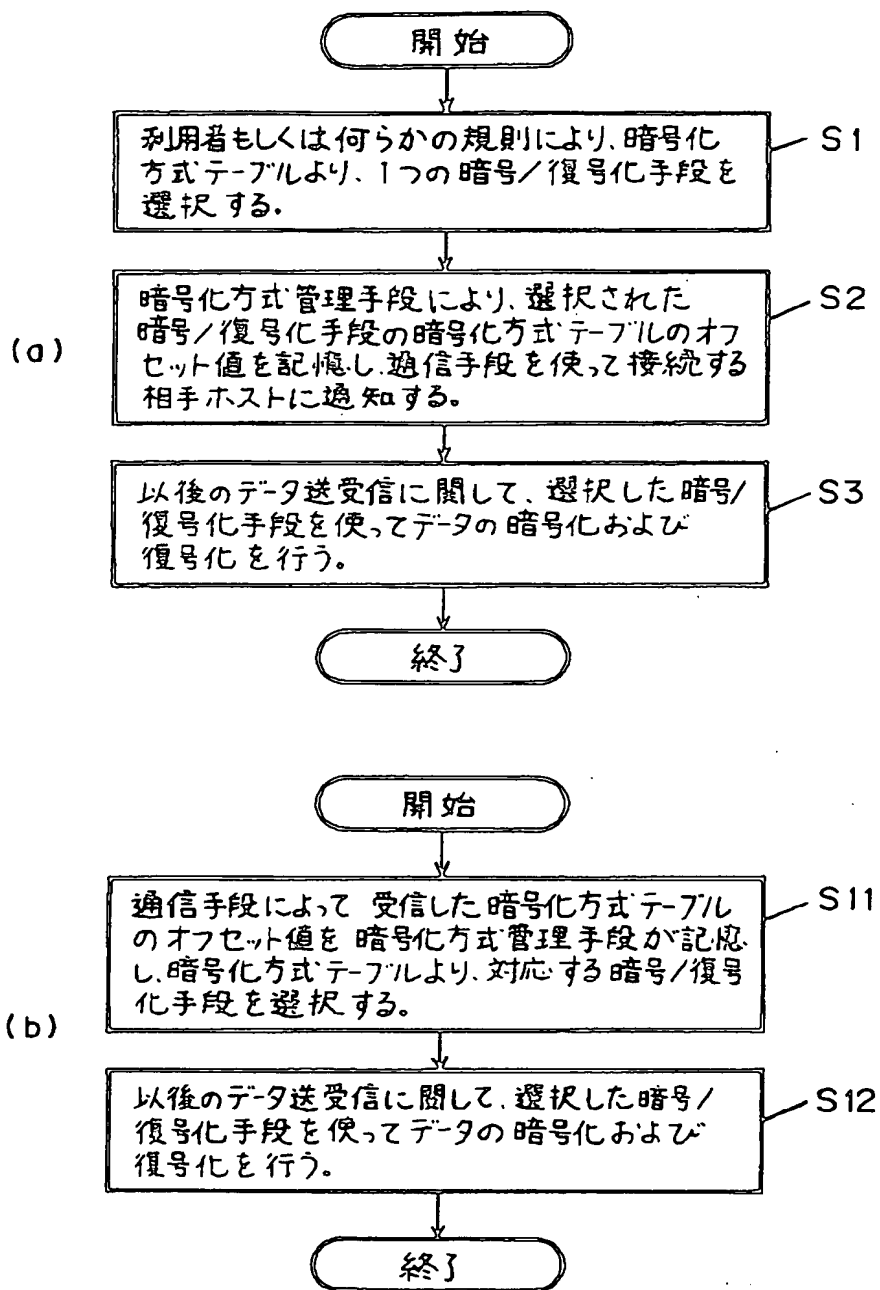 開始
利用者もしくは何らかの規則により、暗号化
方式テーブルより、1つの暗号/復号化手段を
選択する。
S1
(a)
暗号化方式管理手段により、選択された
暗号/復号化手段の暗号化方式テーブルのオフ
セット値を記憶し、通信手段を使って接続する
相手ホストに通知する。
S2
以後のデータ送受信に関して、選択した暗号/
復号化手段を使ってデータの暗号化および
復号化を行う。
S3
終了
開始
通信手段によって受信した暗号化方式テーブル
のオフセット値を暗号化方式管理手段が記憶
し、暗号化方式テーブルより、対応する暗号/復号
化手段を選択する。
S11
(b)
以後のデータ送受信に関して、選択した暗号/
復号化手段を使ってデータの暗号化および
復号化を行う。
S12
終了